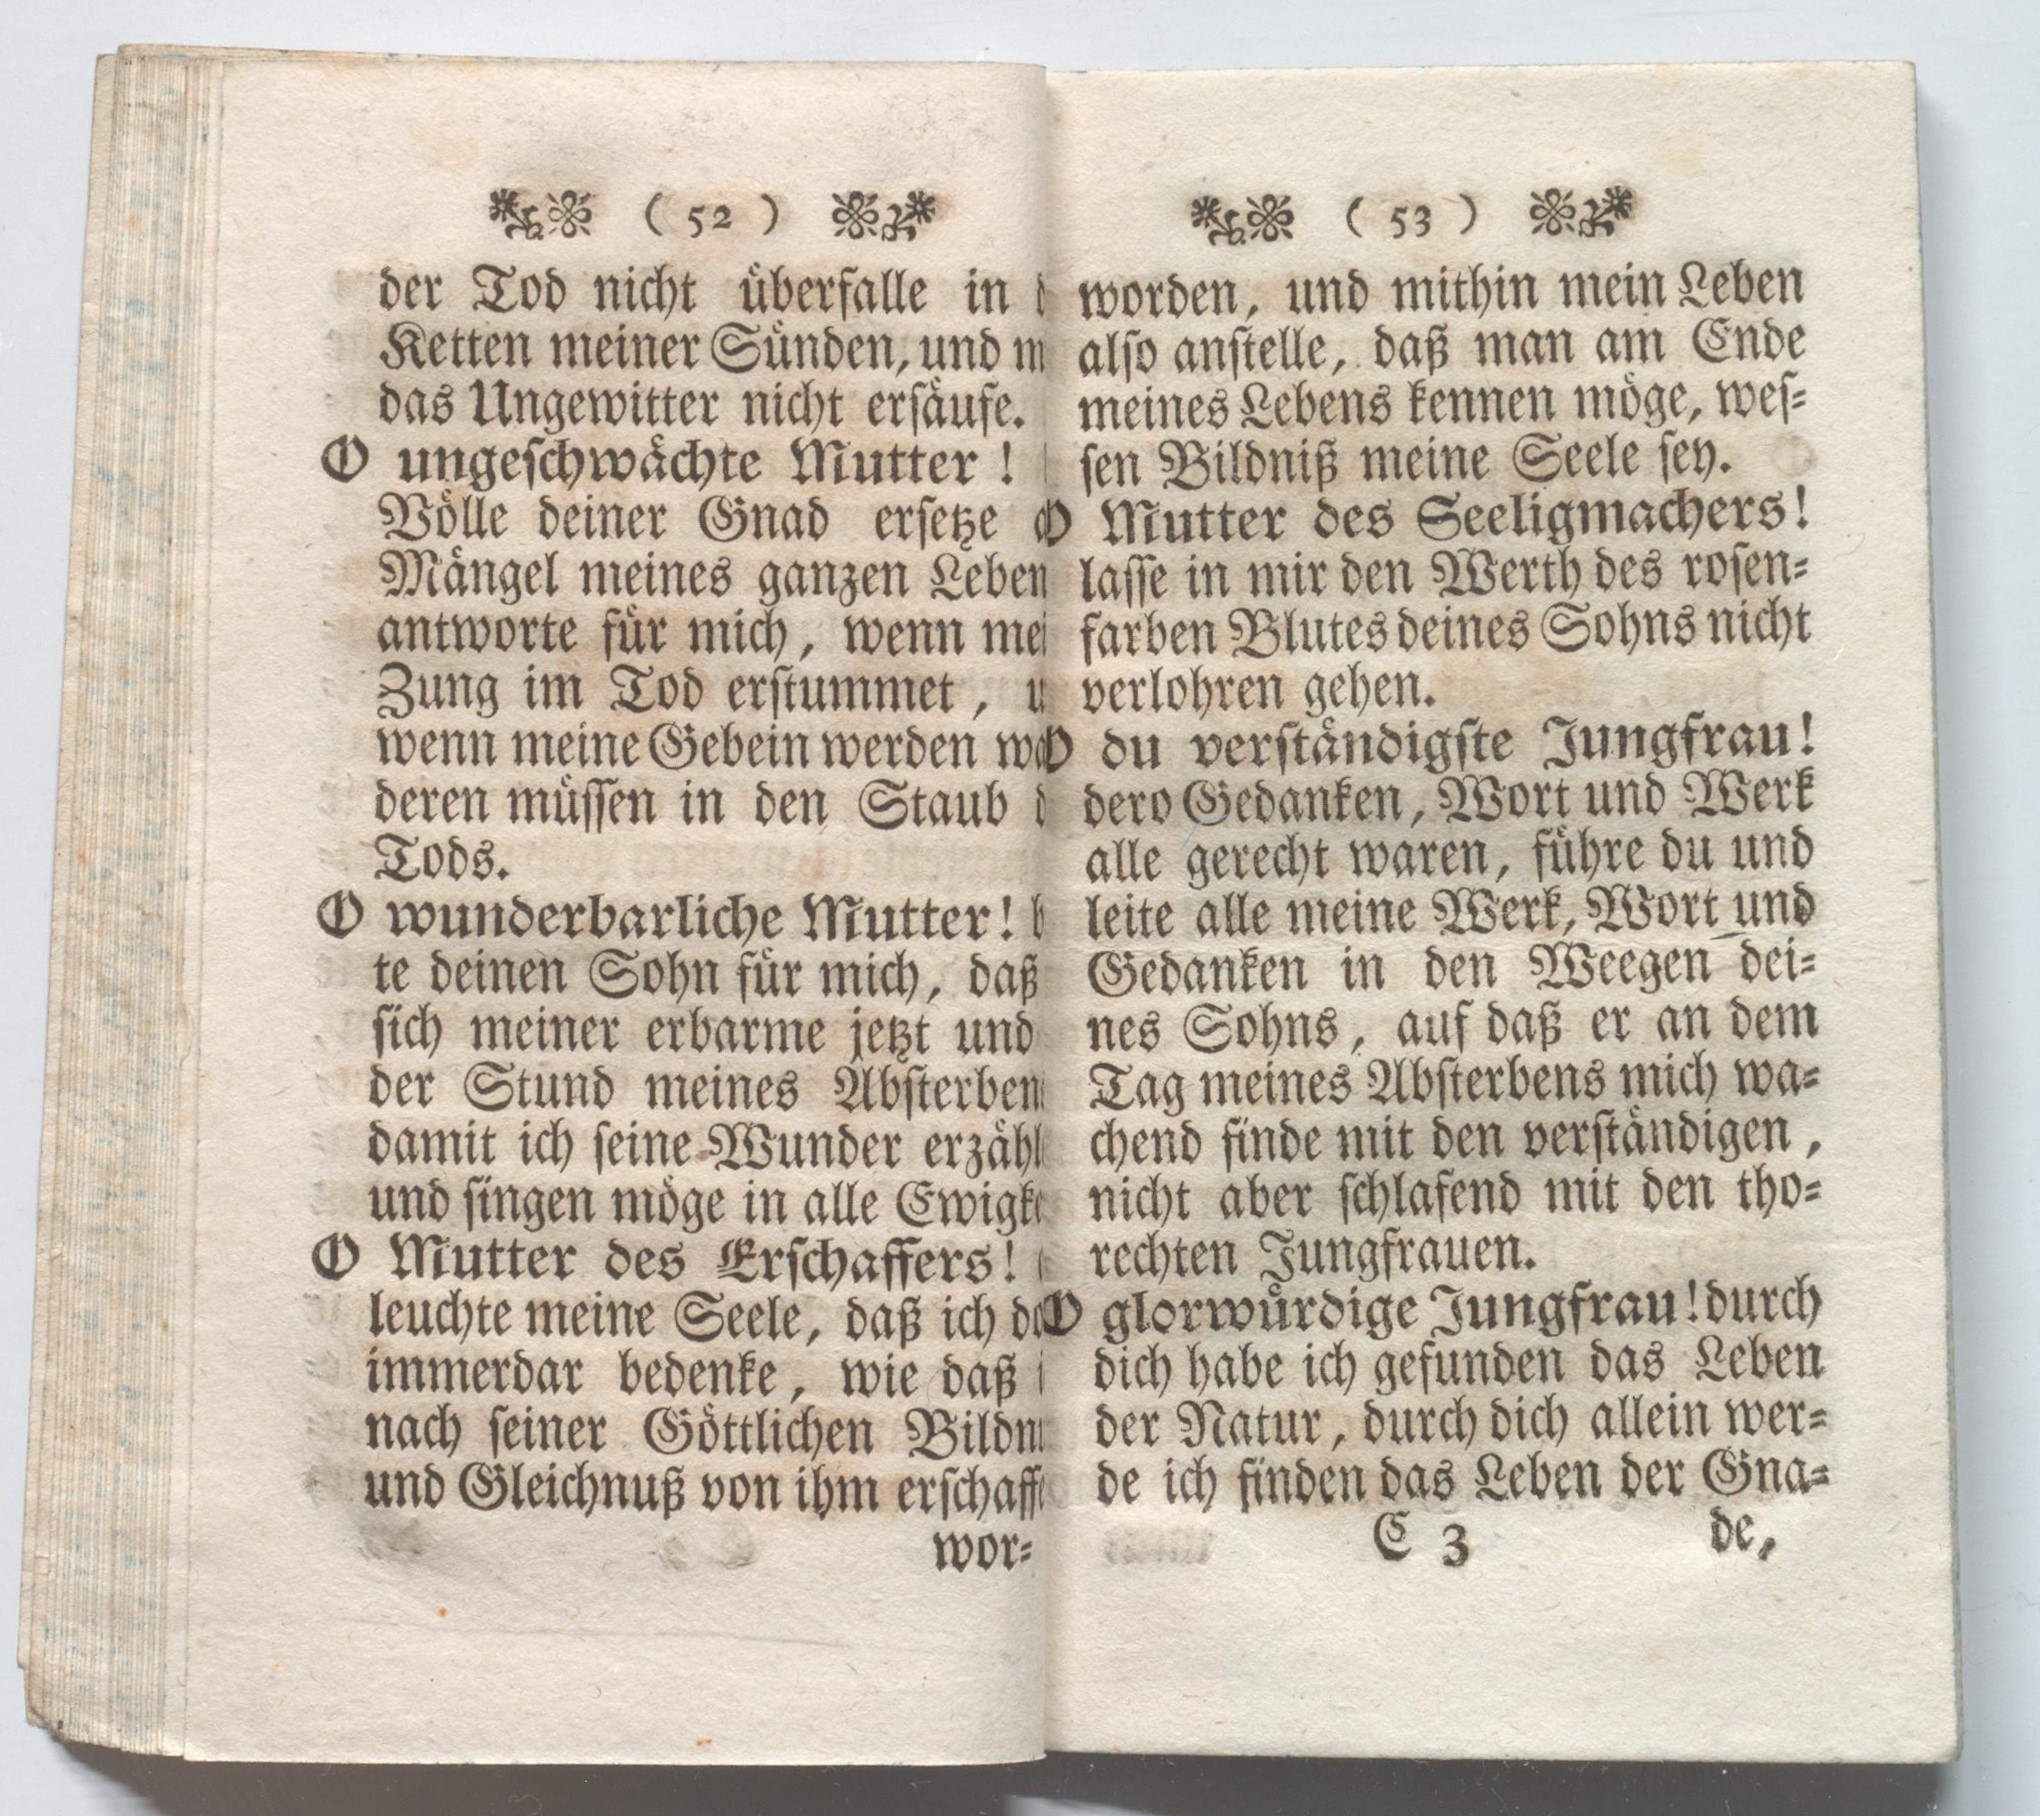 ( 52 )
der Tod nicht überfalle in
Ketten meiner Sünden, und
das Ungewitter nicht ersäufe.
O ungeschwächte Mutter !
Völle deiner Gnad ersetze
Mängel meines ganzen Leben
antworte für mich, wenn
Zung im Tod erstummet,
wenn meine Gebein werden
deren müssen in den Staub
Tods.
O wunderbarliche Mutter!
te deinen Sohn für mich, daß
sich meiner erbarme jetzt und
der Stund meines Absterben
damit ich seine Wunder erzähl
und singen möge in alle
O Mutter des Erschaffers!
leuchte meine Seele, daß ich
immerdar bedenke, wie daß
nach seiner Göttlichen
und Gleichnuß von ihm
wor-
( 53 )
worden, und mithin mein Leben
also anstelle, daß man am Ende
meines Lebens kennen möge, wes-
sen Bildniß meine Seele sey.
O Mutter des Seeligmachers!
lasse in mir den Werth des rosen-
farben Blutes deines Sohns nicht
verlohren gehen.
O du verständigste Jungfrau!
dero Gedanken, Wort und Werk
alle gerecht waren, führe du und
leite alle meine Werk, Wort und
Gedanken in den Weegen dei-
nes Sohns, auf daß er an dem
Tag meines Absterbens mich wa-
chend finde mit den verständigen,
nicht aber schlafend mit den tho-
rechten Jungfrauen.
O glorwürdige Jungfrau! durch
dich habe ich gefunden das Leben
der Natur, durch dich allein wer-
de ich finden das Leben der Gna-
C 3 de,